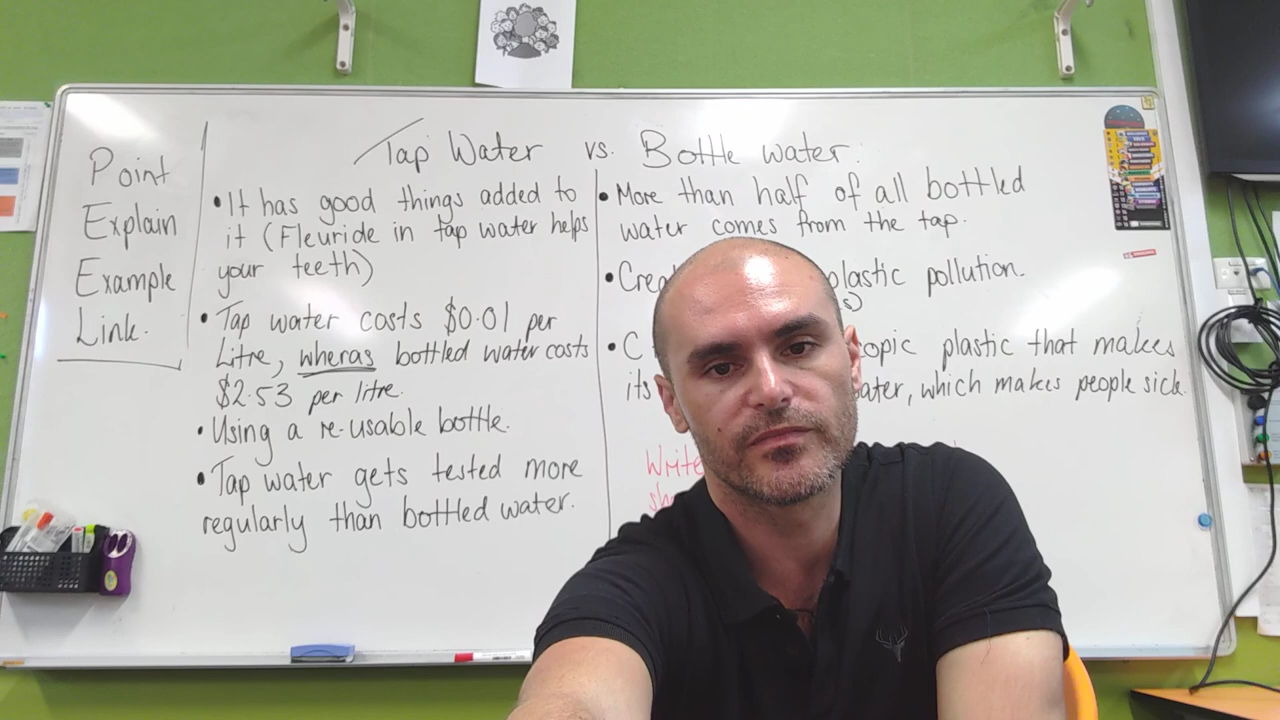 Tap Water vs. Bottle water
Point
Explain
Example
Link.
• It has good things added to
it (Fleuride in tap water helps
your teeth)
• Tap water costs $0.01 per
Litre, wheras bottled water costs
$2.53 per litre.
• Using a re-usable bottle.
• Tap water gets tested more
regularly than bottled water.
• More than half of all bottled
water comes from the tap.
• plastic pollution.
• plastic that makes
its which makes people sick.
Write